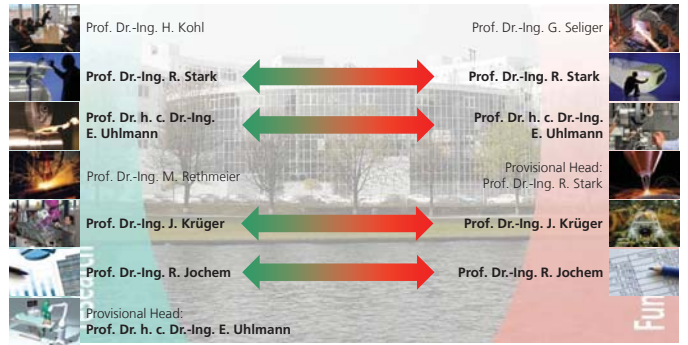 Prof. Dr.-Ing. H. Kohl
Prof. Dr.-Ing. G. Seliger
Prof. Dr.-Ing. R. Stark
Prof. Dr.-Ing. R. Stark
Prof. Dr. h. c. Dr.-Ing.
E. Uhlmann
Prof. Dr. h. c. Dr.-Ing.
E. Uhlmann
Prof. Dr.-Ing. M. Rethmeier
Provisional Head:
Prof. Dr.-Ing. R. Stark
Prof. Dr.-Ing. J. Krüger
Prof. Dr.-Ing. J. Krüger
Prof. Dr.-Ing. R. Jochem
Prof. Dr.-Ing. R. Jochem
Provisional Head:
Prof. Dr. h. c. Dr.-Ing. E. Uhlmann